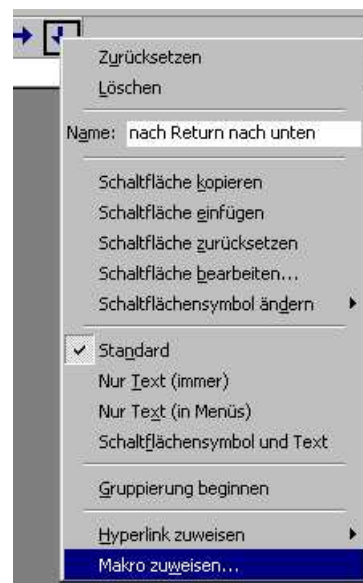 Zurücksetzen
Löschen
Name: nach Return nach unten
Schaltfläche kopieren
Schaltfläche einfügen
Schaltfläche zurücksetzen
Schaltfläche bearbeiten...
Schaltflächensymbol ändern
Standard
Nur Text (immer)
Nur Text (in Menüs)
Schaltflächensymbol und Text
Gruppierung beginnen
Hyperlink zuweisen
Makro zuweisen...